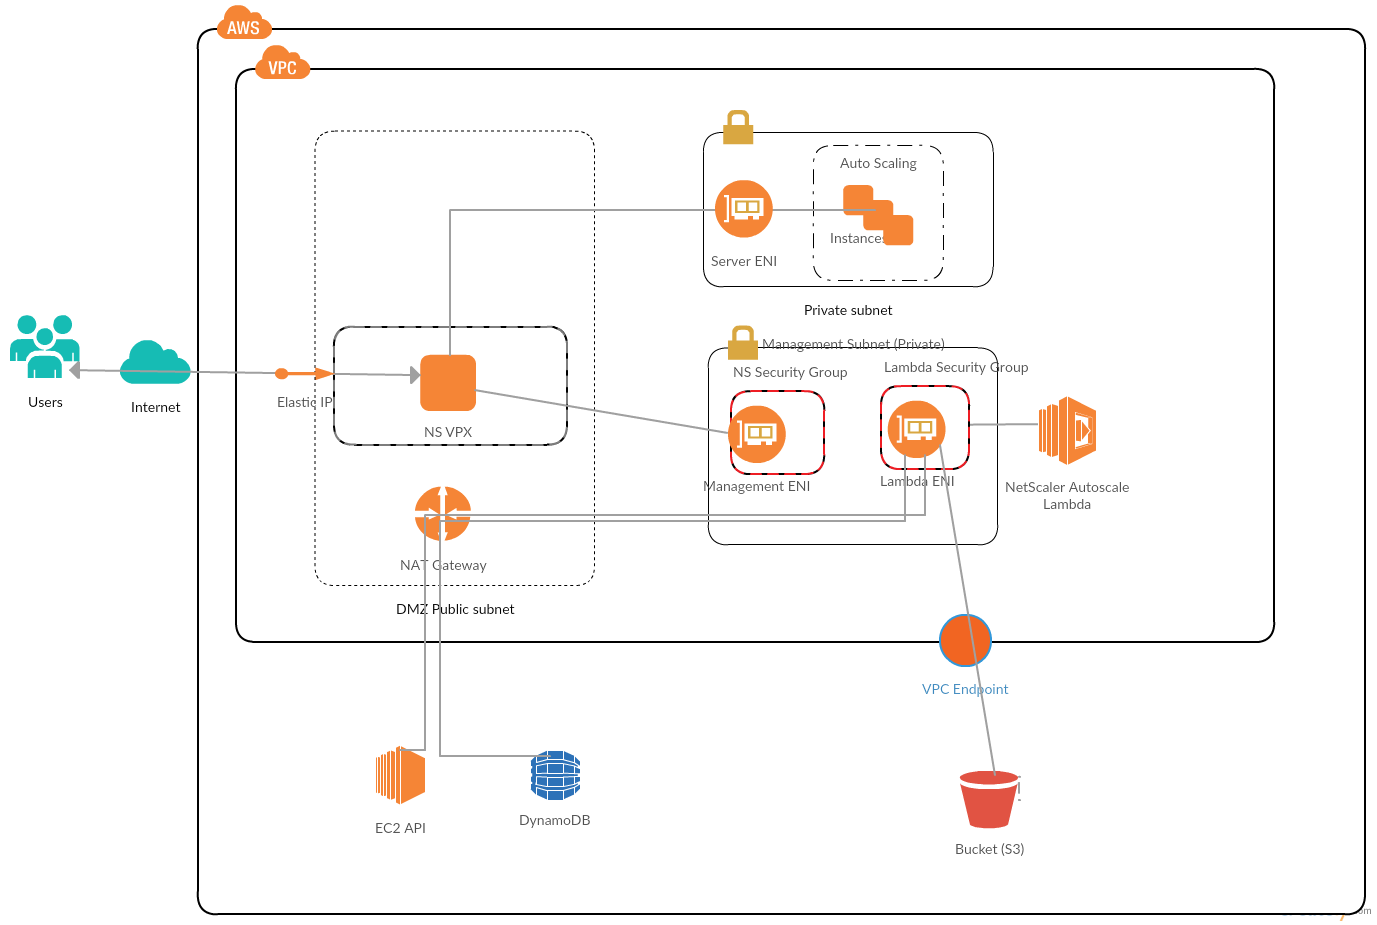 AWS
VPC
Auto Scaling
Instances
Server ENI
Private subnet
Management Subnet (Private)
NS Security Group
Lambda Security Group
Users
Internet
Elastic IP
NS VPX
Management ENI
Lambda ENI
NetScaler Autoscale
Lambda
NAT Gateway
DMZ Public subnet
VPC Endpoint
EC2 API
DynamoDB
Bucket (S3)